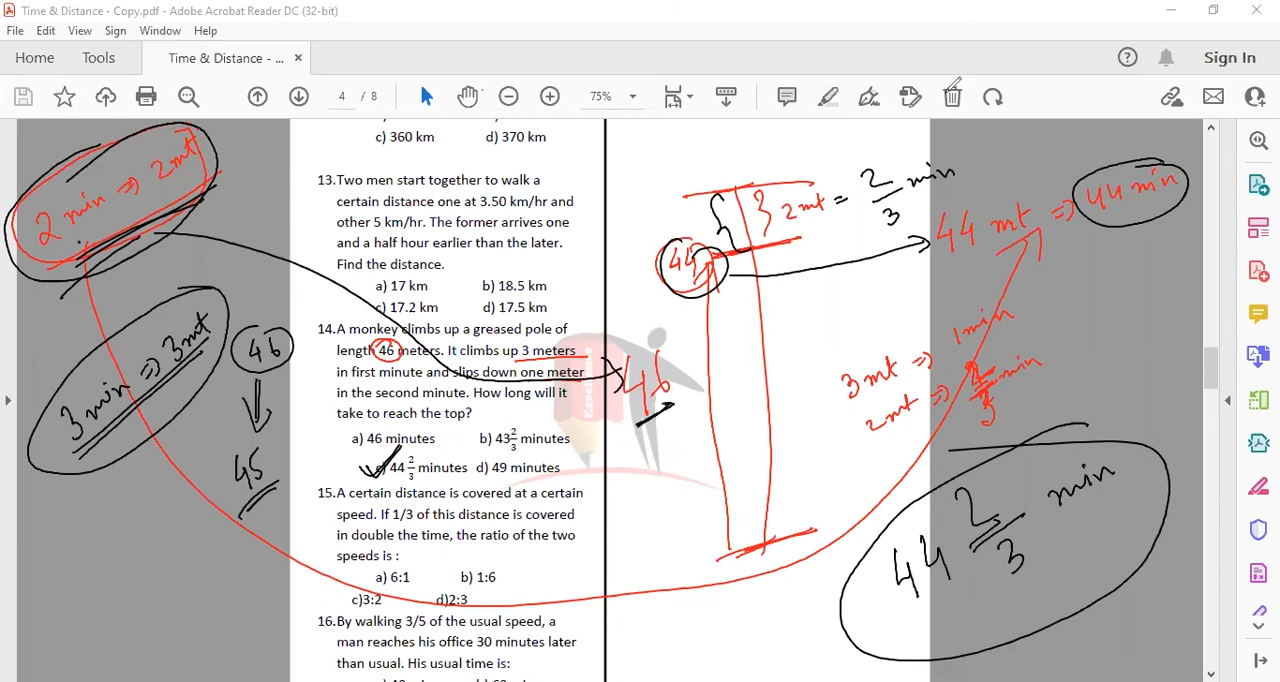 Time & Distance - Copy.pdf - Adobe Acrobat Reader DC (32-bit)
File Edit View Sign Window Help
Home Tools Time & Distance - ... × Sign In
4 / 8 75%
c) 360 km d) 370 km
13.Two men start together to walk a
certain distance one at 3.50 km/hr and
other 5 km/hr. The former arrives one
and a half hour earlier than the later.
Find the distance.
a) 17 km b) 18.5 km
c) 17.2 km d) 17.5 km
14.A monkey climbs up a greased pole of
length 46 meters. It climbs up 3 meters
in first minute and slips down one meter
in the second minute. How long will it
take to reach the top?
a) 46 minutes b) 43 2/3 minutes
c) 44 2/3 minutes d) 49 minutes
15.A certain distance is covered at a certain
speed. If 1/3 of this distance is covered
in double the time, the ratio of the two
speeds is :
a) 6:1 b) 1:6
c)3:2 d)2:3
16.By walking 3/5 of the usual speed, a
man reaches his office 30 minutes later
than usual. His usual time is:
2 min ⇒ 2mt
3 min ⇒ 3mt
46
45
46
44
2mt = 2/3 min
44 mt ⇒ 44 min
3mt ⇒ 1min
2mt ⇒ 2/3 min
44 2/3 min
Experience